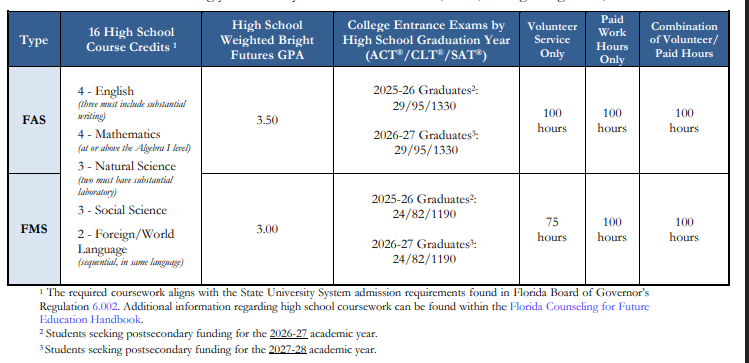 Type
16 High School
Course Credits ¹
High School
Weighted Bright
Futures GPA
College Entrance Exams by
High School Graduation Year
(ACT®/CLT®/SAT®)
Volunteer
Service
Only
Paid
Work
Hours
Only
Combination
of Volunteer/
Paid Hours
FAS
4 - English
(three must include substantial
writing)
4 - Mathematics
(at or above the Algebra I level)
3 - Natural Science
(two must have substantial
laboratory)
3 - Social Science
2 - Foreign/World
Language
(sequential, in same language)
3.50
2025-26 Graduates²:
29/95/1330
2026-27 Graduates³:
29/95/1330
100
hours
100
hours
100
hours
FMS
3.00
2025-26 Graduates²:
24/82/1190
2026-27 Graduates³:
24/82/1190
75
hours
100
hours
100
hours
¹ The required coursework aligns with the State University System admission requirements found in Florida Board of Governor's
Regulation 6.002. Additional information regarding high school coursework can be found within the Florida Counseling for Future
Education Handbook.
² Students seeking postsecondary funding for the 2026-27 academic year.
³ Students seeking postsecondary funding for the 2027-28 academic year.